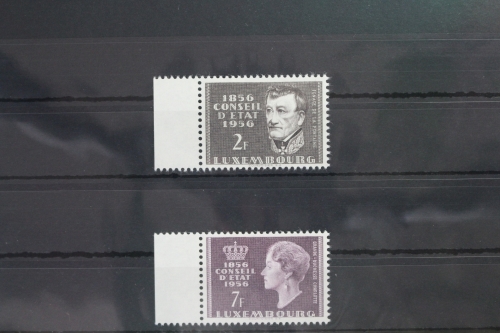 1856
CONSEIL
D'ETAT
1956
2F
LUXEMBOURG
1856
CONSEIL
D'ETAT
1956
7F
LUXEMBOURG